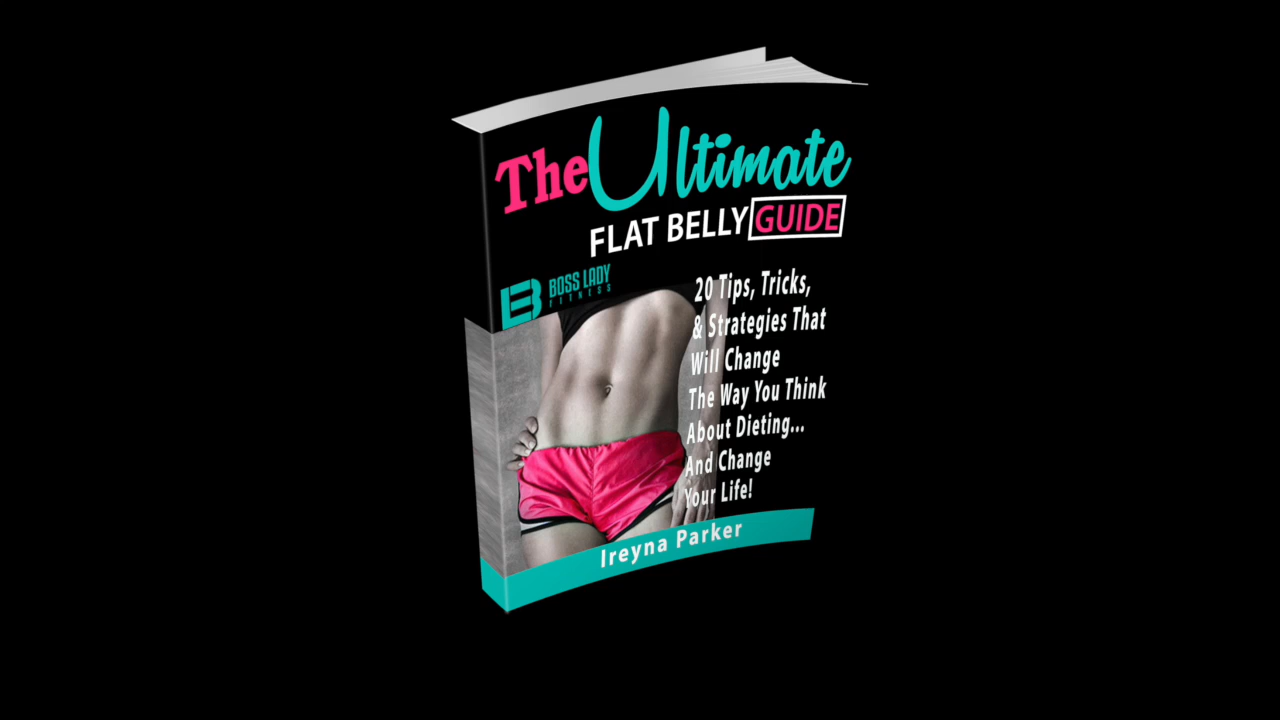 The Ultimate
FLAT BELLY GUIDE
BOSS LADY
FITNESS
20 Tips, Tricks,
& Strategies That
Will Change
The Way You Think
About Dieting...
And Change
Your Life!
Ireyna Parker